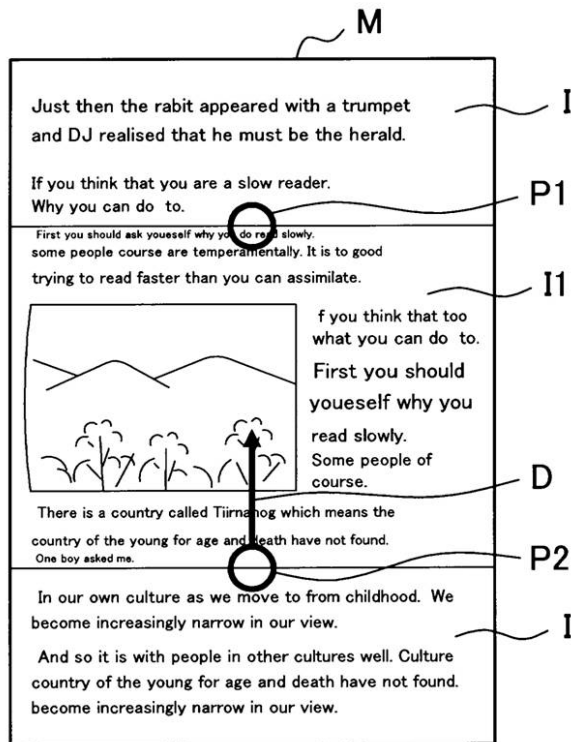 M
Just then the rabit appeared with a trumpet
and DJ realised that he must be the herald.
I
If you think that you are a slow reader.
Why you can do to.
P1
First you should ask youeself why you do read slowly.
some people course are temperamentally. It is to good
trying to read faster than you can assimilate.
I1
f you think that too
what you can do to.
First you should
youeself why you
read slowly.
Some people of
course.
D
There is a country called Tiirnahog which means the
country of the young for age and death have not found.
One boy asked me.
P2
In our own culture as we move to from childhood. We
become increasingly narrow in our view.
I
And so it is with people in other cultures well. Culture
country of the young for age and death have not found.
become increasingly narrow in our view.